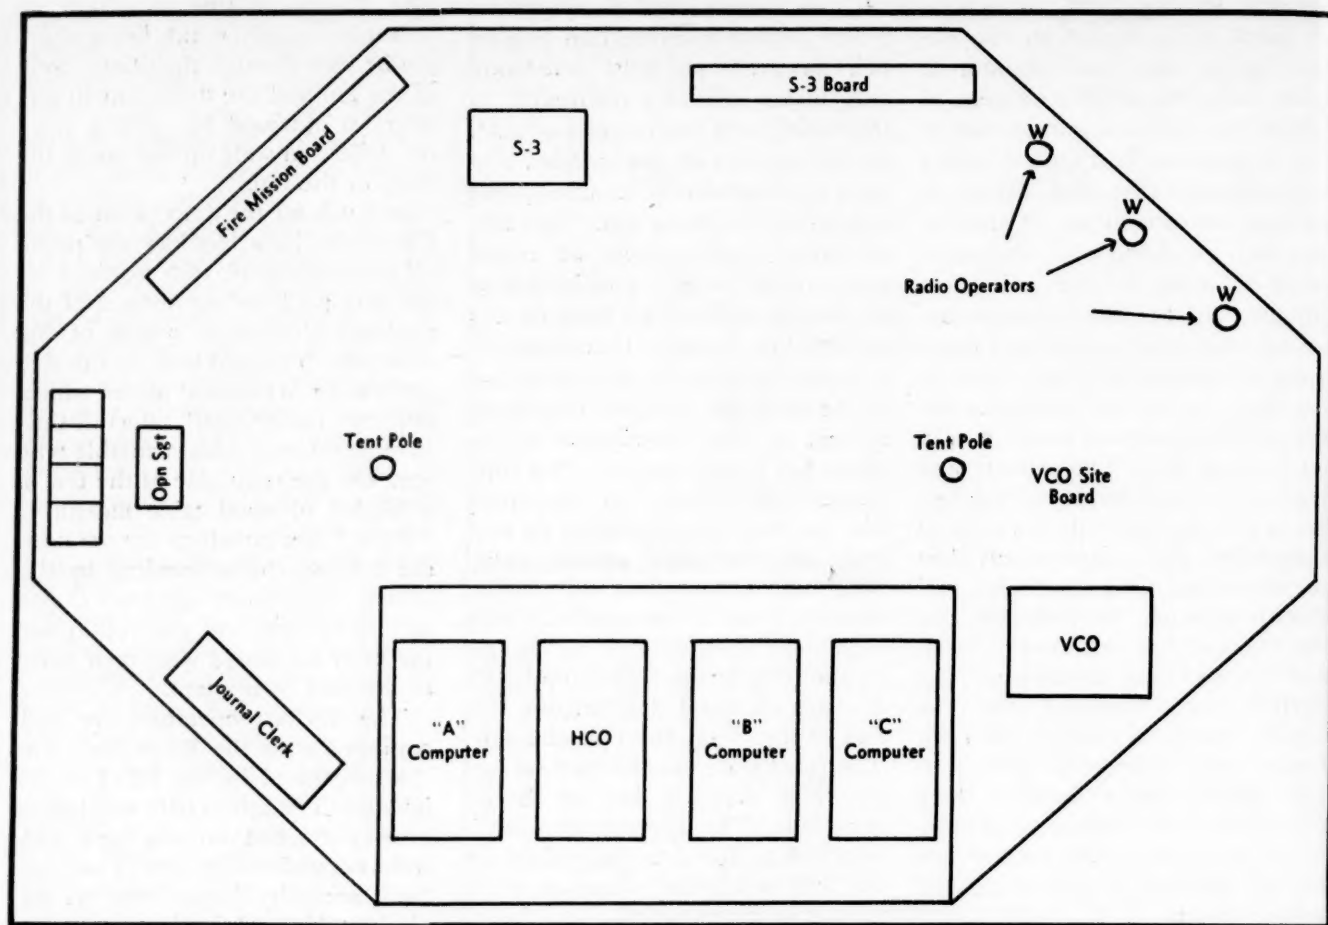 S-3 Board
S-3
Fire Mission Board
W
W
W
Radio Operators
Opn Sgt
Tent Pole
Tent Pole
VCO Site
Board
Journal Clerk
"A"
Computer
HCO
"B"
Computer
"C"
Computer
VCO